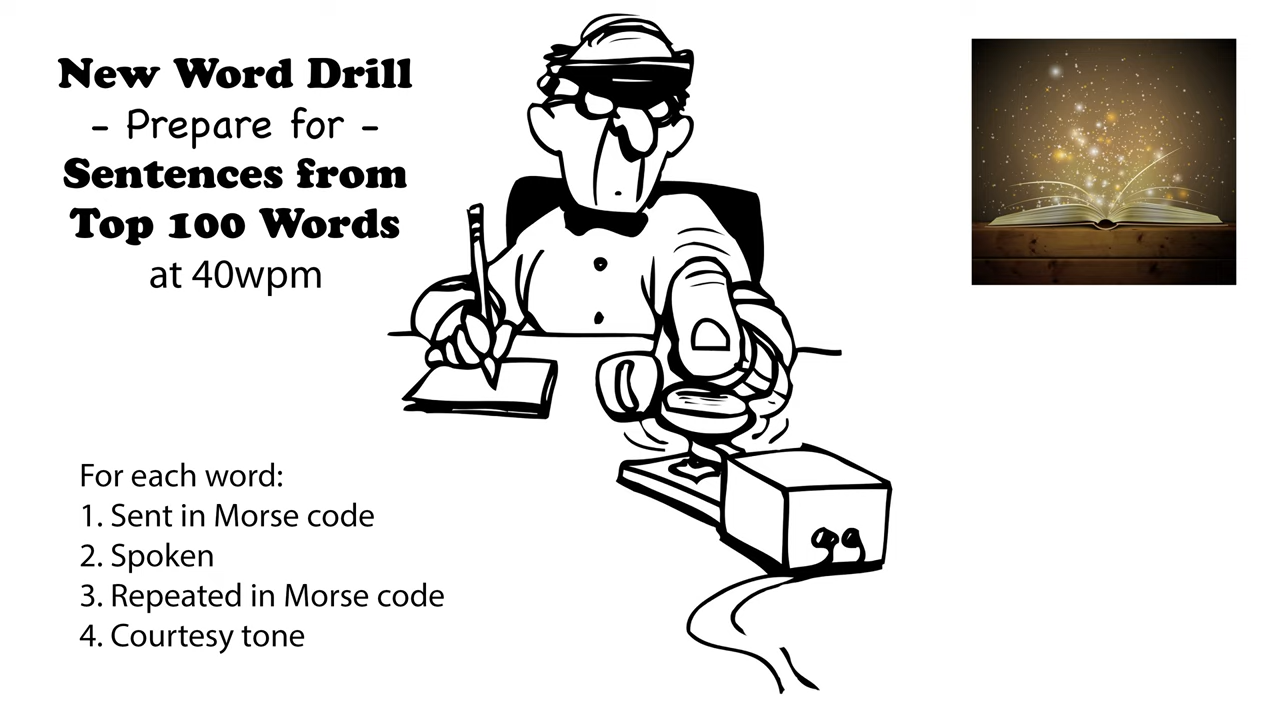 New Word Drill
- Prepare for -
Sentences from
Top 100 Words
at 40wpm
For each word:
1. Sent in Morse code
2. Spoken
3. Repeated in Morse code
4. Courtesy tone